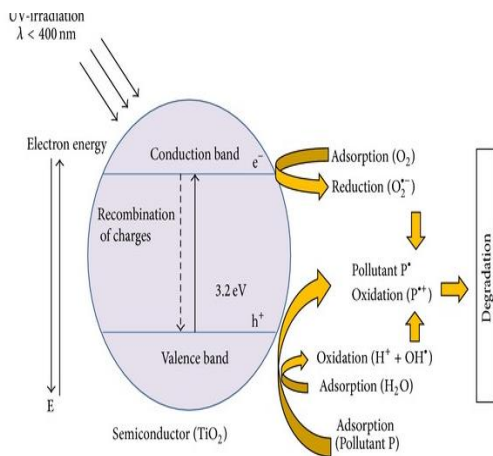 UV-irradiation
λ < 400 nm
Electron energy
Conduction band
e⁻
Adsorption (O₂)
Reduction (O₂•⁻)
Recombination
of charges
3.2 eV
Pollutant P•
Oxidation (P•⁺)
Degradation
h⁺
Valence band
Oxidation (H⁺ + OH•)
Adsorption (H₂O)
E
Adsorption
(Pollutant P)
Semiconductor (TiO₂)